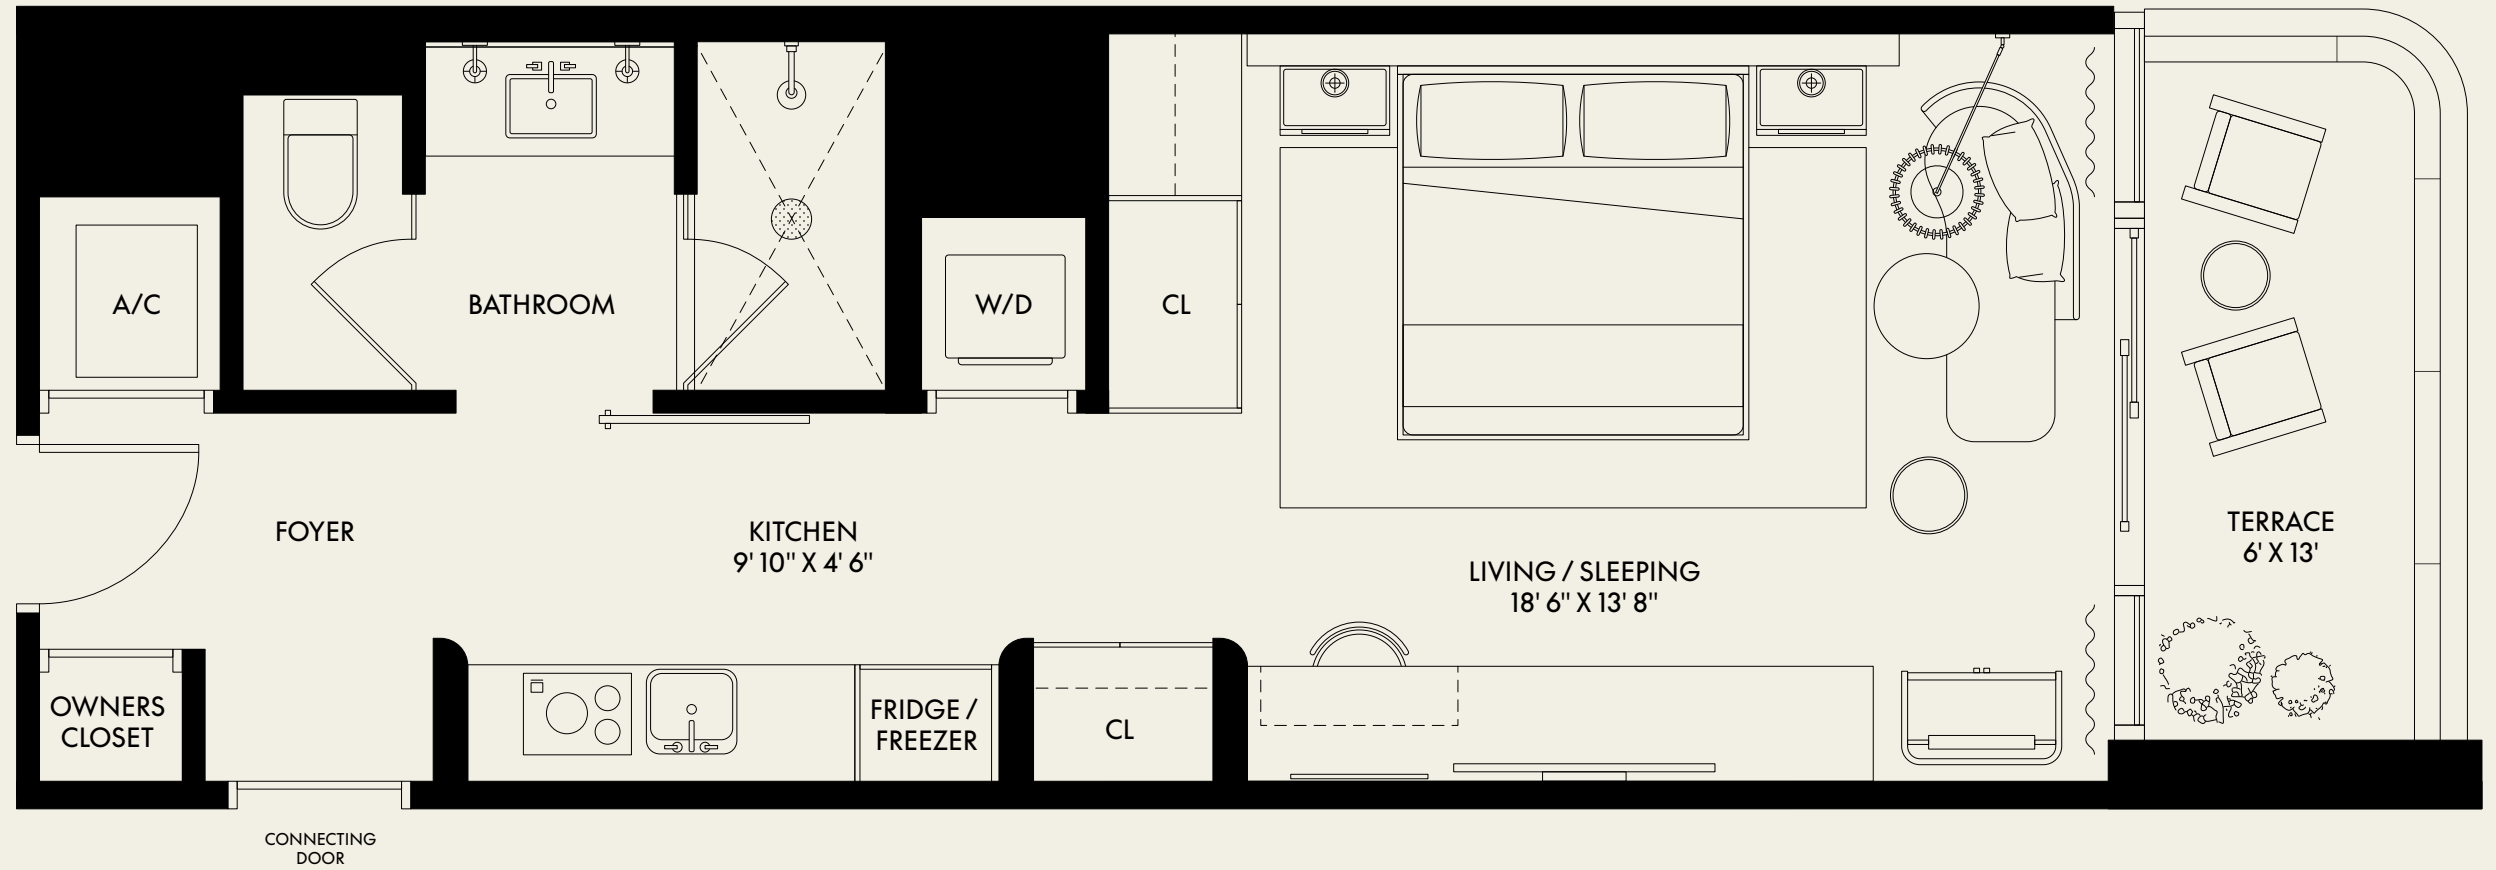 A/C
BATHROOM
W/D
CL
FOYER
KITCHEN
9' 10" X 4' 6"
LIVING / SLEEPING
18' 6" X 13' 8"
TERRACE
6' X 13'
OWNERS
CLOSET
FRIDGE /
FREEZER
CL
CONNECTING
DOOR